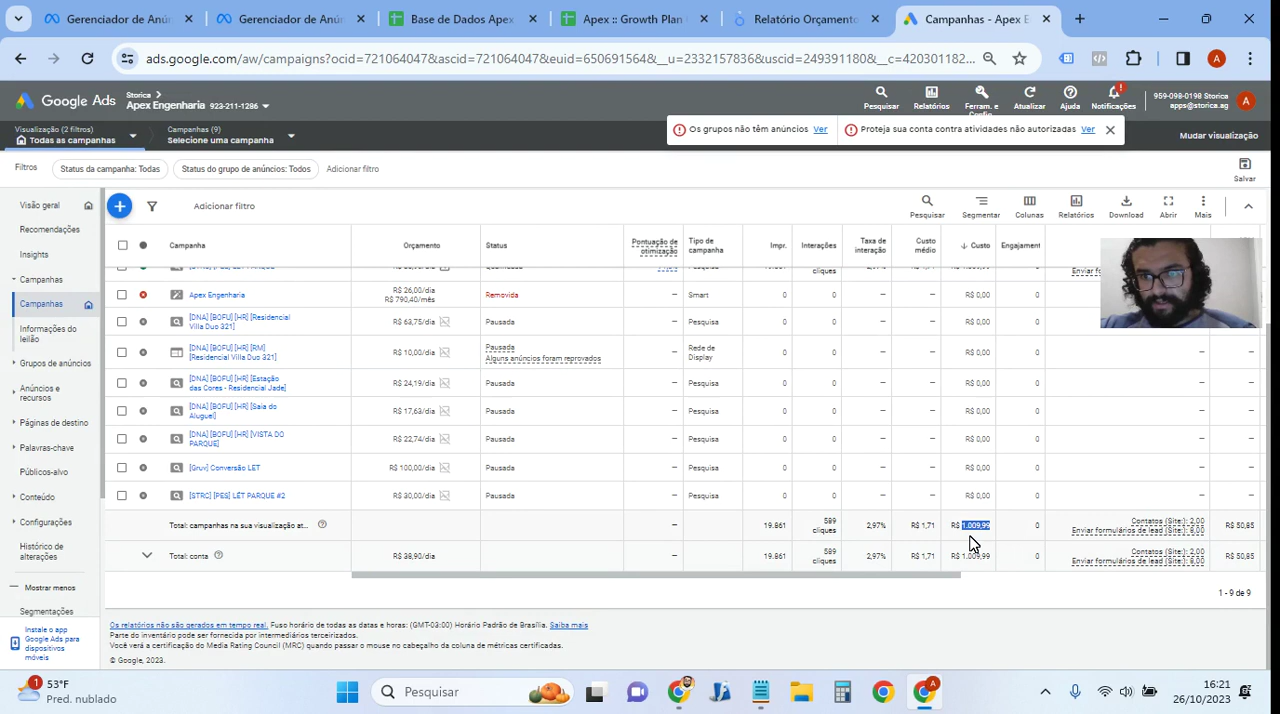 Gerenciador de Anún
Gerenciador de Anún
Base de Dados Apex
Apex :: Growth Plan
Relatório Orçamento
Campanhas - Apex E
ads.google.com/aw/campaigns?ocid=721064047&ascid=721064047&euid=650691564&__u=2332157836&uscid=249391180&__c=420301182...
A
Google Ads
Storica
Apex Engenharia 923-211-1286
Pesquisar
Relatórios
Ferram. e Config
Atualizar
Ajuda
Notificações
959-098-0198 Storica
apps@storica.ag
A
Visualização (2 filtros)
Todas as campanhas
Campanhas (9)
Selecione uma campanha
Os grupos não têm anúncios Ver
Proteja sua conta contra atividades não autorizadas Ver
Mudar visualização
Filtros
Status da campanha: Todas
Status do grupo de anúncios: Todos
Adicionar filtro
Salvar
Visão geral
Recomendações
Insights
Campanhas
Campanhas
Informações do leilão
Grupos de anúncios
Anúncios e recursos
Páginas de destino
Palavras-chave
Públicos-alvo
Conteúdo
Configurações
Histórico de alterações
Mostrar menos
Segmentações
Instale o app
Google Ads para
dispositivos
móveis
Adicionar filtro
Pesquisar
Segmentar
Colunas
Relatórios
Download
Abrir
Mais
Campanha
Orçamento
Status
Pontuação de otimização
Tipo de campanha
Impr.
Interações
Taxa de interação
Custo médio
Custo
Engajament
Apex Engenharia
R$ 26,00/dia
R$ 790,40/mês
Removida – Smart 0 – – – R$ 0,00 0
[DNA] [BOFU] [HR] [Residencial
Villa Duo 321]
R$ 63,75/dia Pausada – Pesquisa 0 0 – – R$ 0,00 0 – –
[DNA] [BOFU] [HR] [RM]
[Residencial Villa Duo 321]
R$ 10,00/dia
Pausada
Alguns anúncios foram reprovados
– Rede de Display 0 0 – – R$ 0,00 0 – –
[DNA] [BOFU] [HR] [Estação
das Cores - Residencial Jade]
R$ 24,19/dia Pausada – Pesquisa 0 0 – – R$ 0,00 0 – –
[DNA] [BOFU] [HR] [Saia do
Aluguel]
R$ 17,63/dia Pausada – Pesquisa 0 0 – – R$ 0,00 0 – –
[DNA] [BOFU] [HR] [VISTA DO
PARQUE]
R$ 22,74/dia Pausada – Pesquisa 0 0 – – R$ 0,00 0 – –
[Gruv] Conversão LET R$ 100,00/dia Pausada – Pesquisa 0 0 – – R$ 0,00 0 – –
[STRC] [PES] LÊT PARQUE #2 R$ 30,00/dia Pausada – Pesquisa 0 0 – – R$ 0,00 0 – –
Total: campanhas na sua visualização at... – 19.861 589 cliques 2,97% R$ 1,71 R$ 1.009,99 0
Contatos (Site:): 2,00
Enviar formulários de lead (Site:): 8,00
R$ 50,85
Total: conta R$ 38,90/dia – 19.861 589 cliques 2,97% R$ 1,71 R$ 1.009,99 0
Contatos (Site:): 2,00
Enviar formulários de lead (Site:): 8,00
R$ 50,85
1 - 9 de 9
Os relatórios não são gerados em tempo real. Fuso horário de todas as datas e horas: (GMT-03:00) Horário Padrão de Brasília. Saiba mais
Parte do inventário pode ser fornecida por intermediários terceirizados.
Você verá a certificação do Media Rating Council (MRC) quando passar o mouse no cabeçalho da coluna de métricas certificadas.
© Google, 2023.
1
53°F
Pred. nublado
Pesquisar
A
16:21
26/10/2023